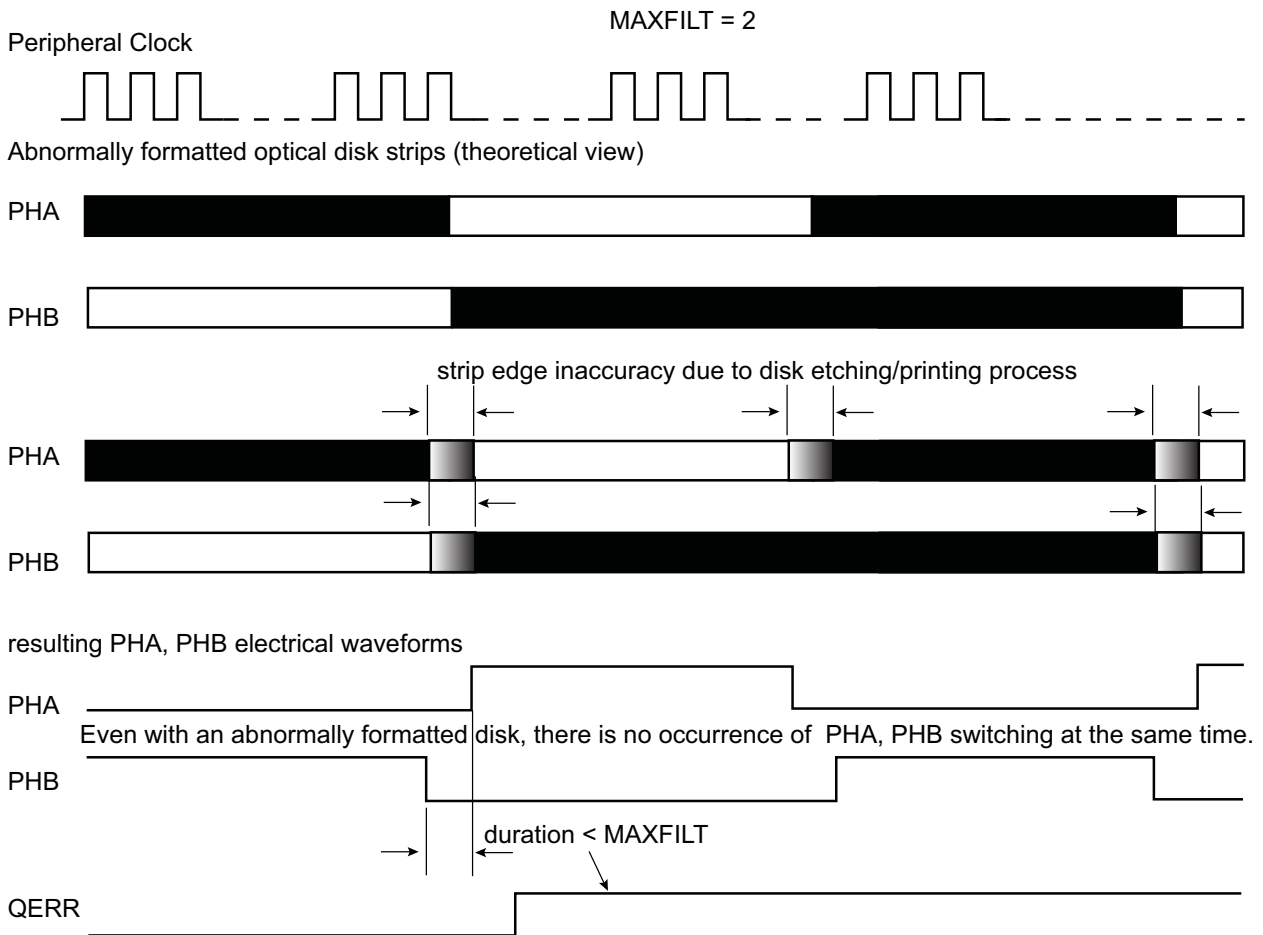 MAXFILT = 2
Peripheral Clock
Abnormally formatted optical disk strips (theoretical view)
PHA
PHB
strip edge inaccuracy due to disk etching/printing process
PHA
PHB
resulting PHA, PHB electrical waveforms
PHA
Even with an abnormally formatted disk, there is no occurrence of PHA, PHB switching at the same time.
PHB
duration < MAXFILT
QERR